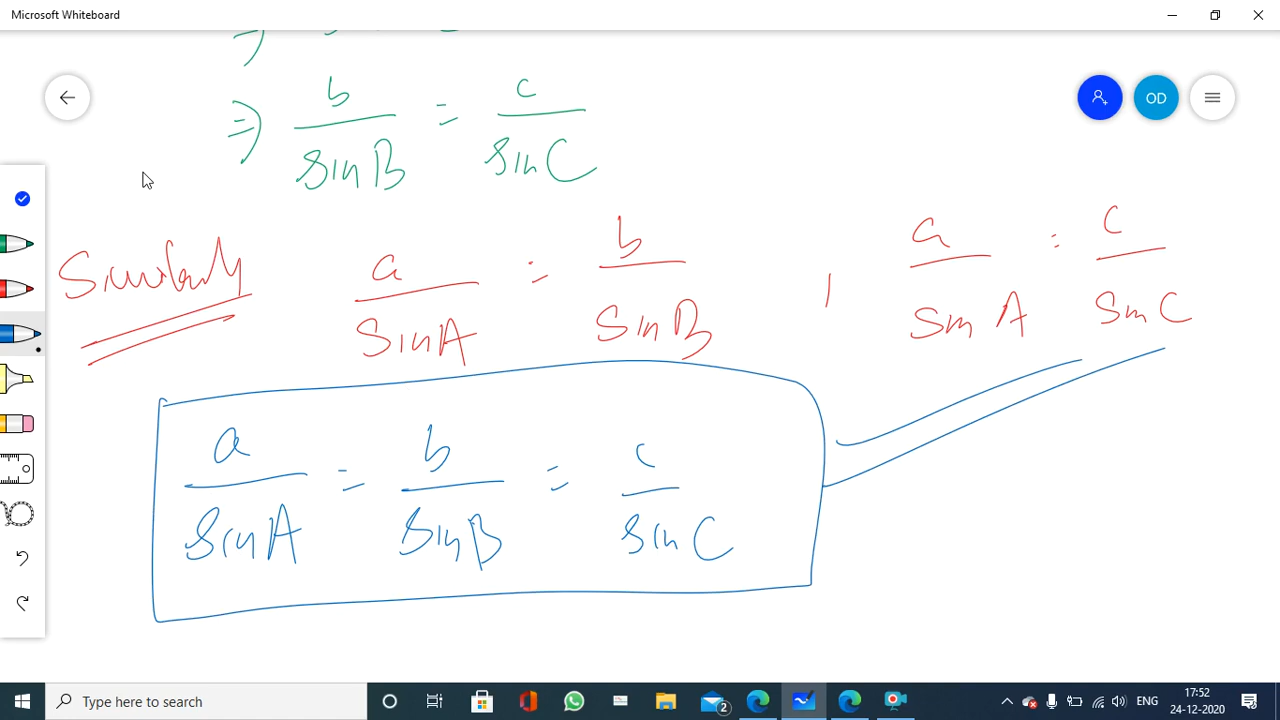 Microsoft Whiteboard
⇒ b/sinB = c/sinC
OD
Similarly a/SinA = b/SinB , a/SinA = c/SinC
a/sinA = b/sinB = c/sinC
Type here to search
2
ENG
17:52
24-12-2020